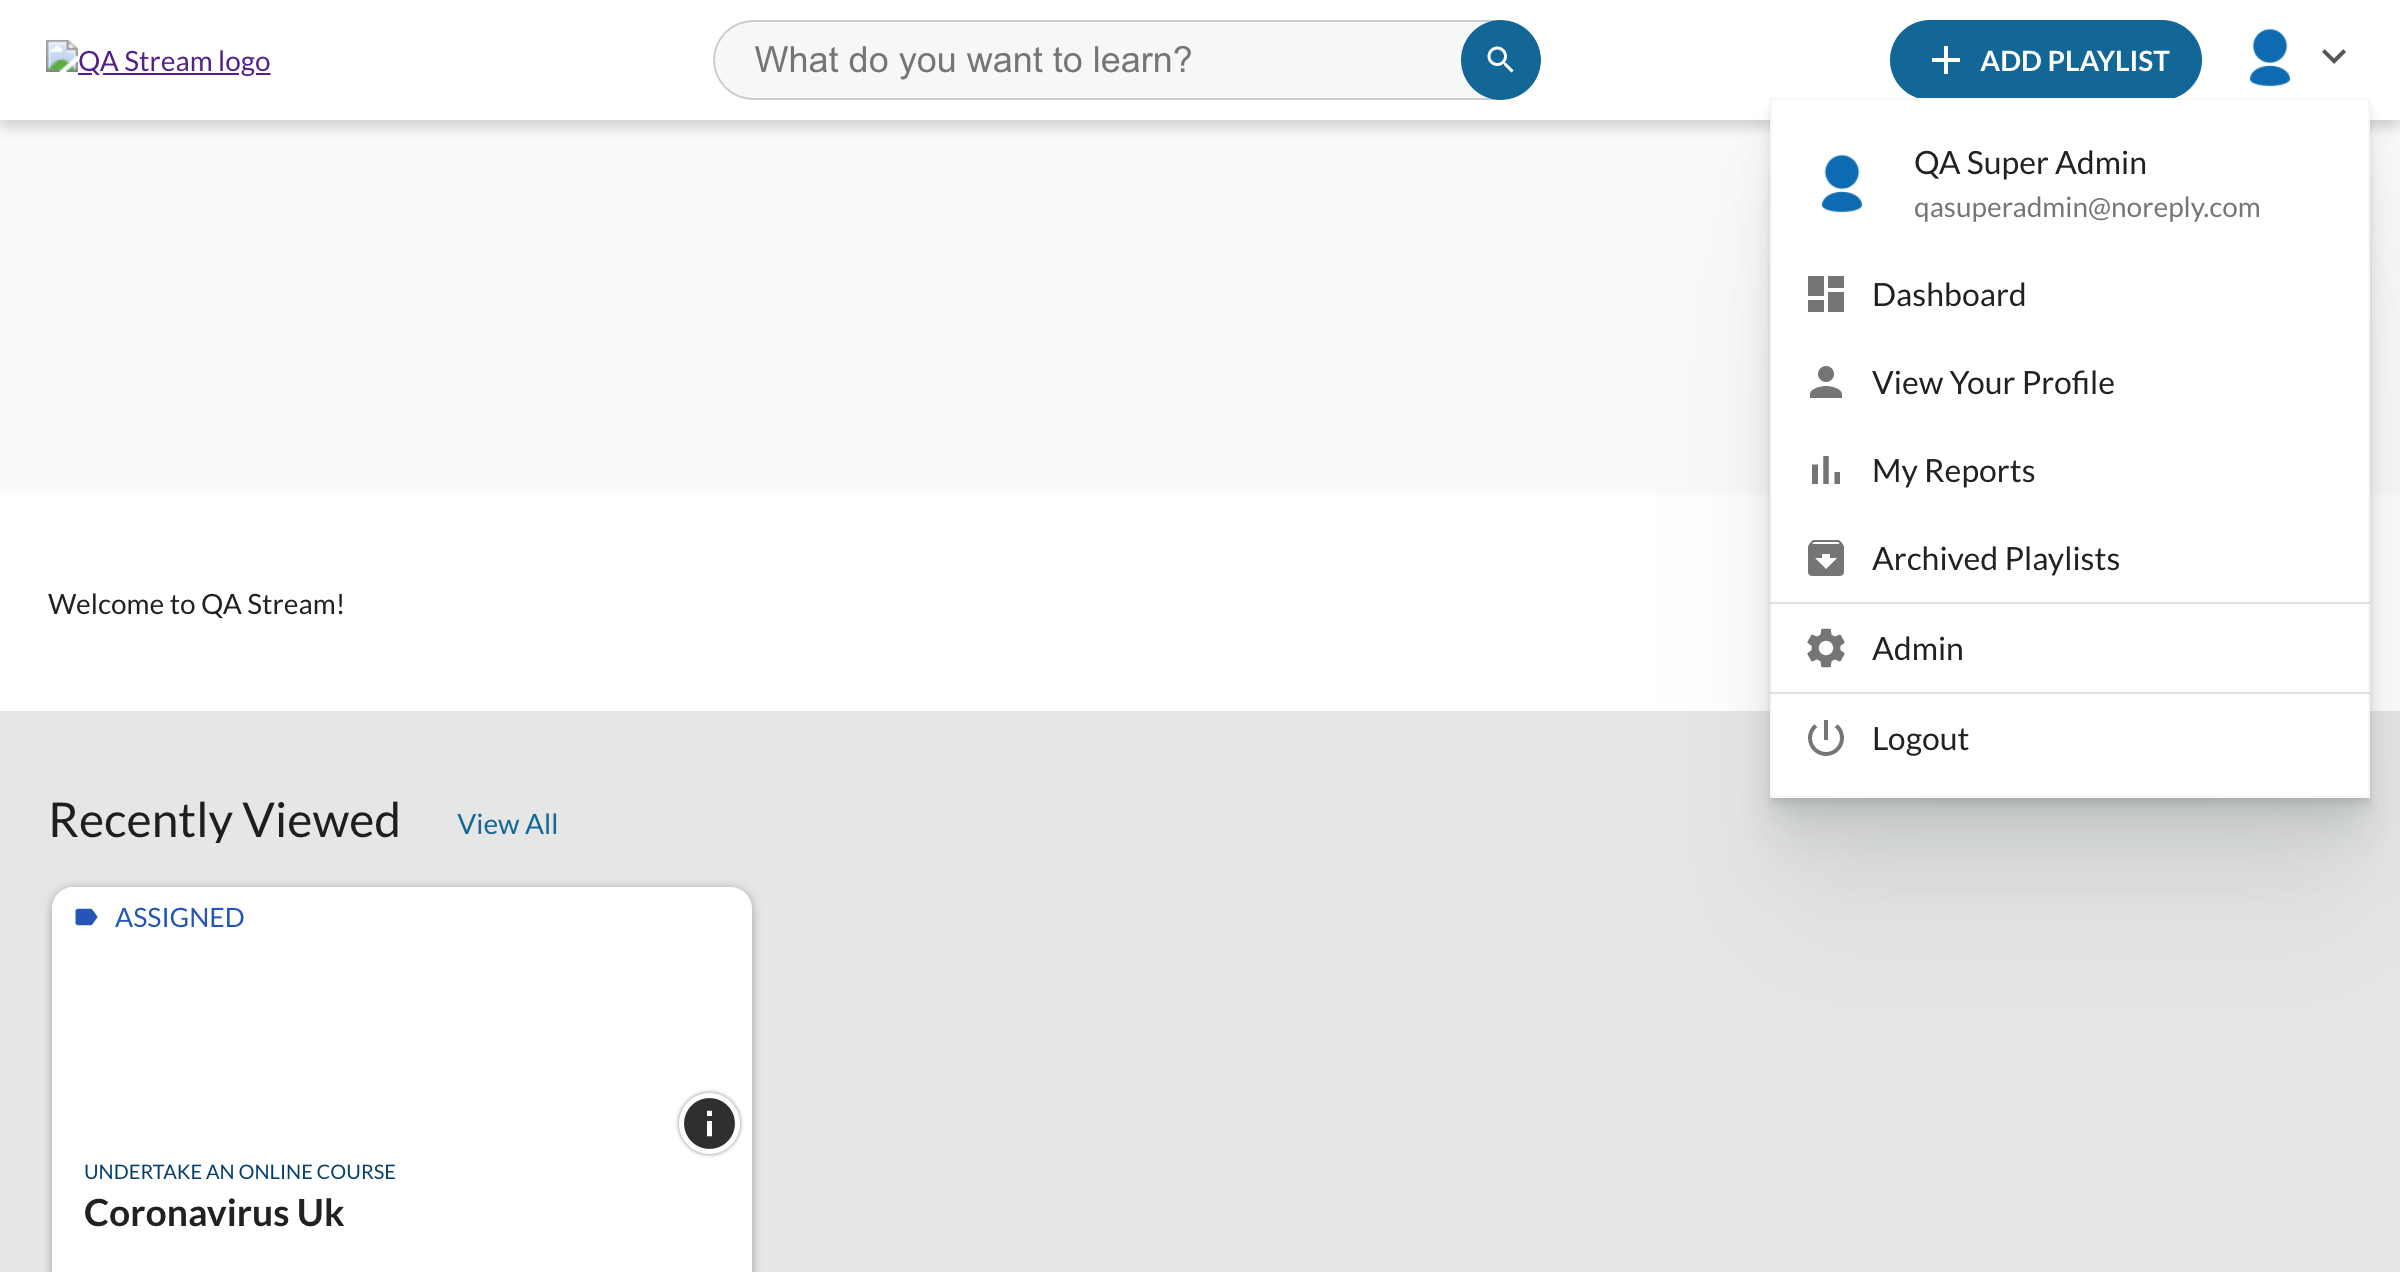 QA Stream logo
What do you want to learn?
ADD PLAYLIST
QA Super Admin
qasuperadmin@noreply.com
Dashboard
View Your Profile
My Reports
Archived Playlists
Admin
Logout
Welcome to QA Stream!
Recently Viewed View All
ASSIGNED
UNDERTAKE AN ONLINE COURSE
Coronavirus Uk